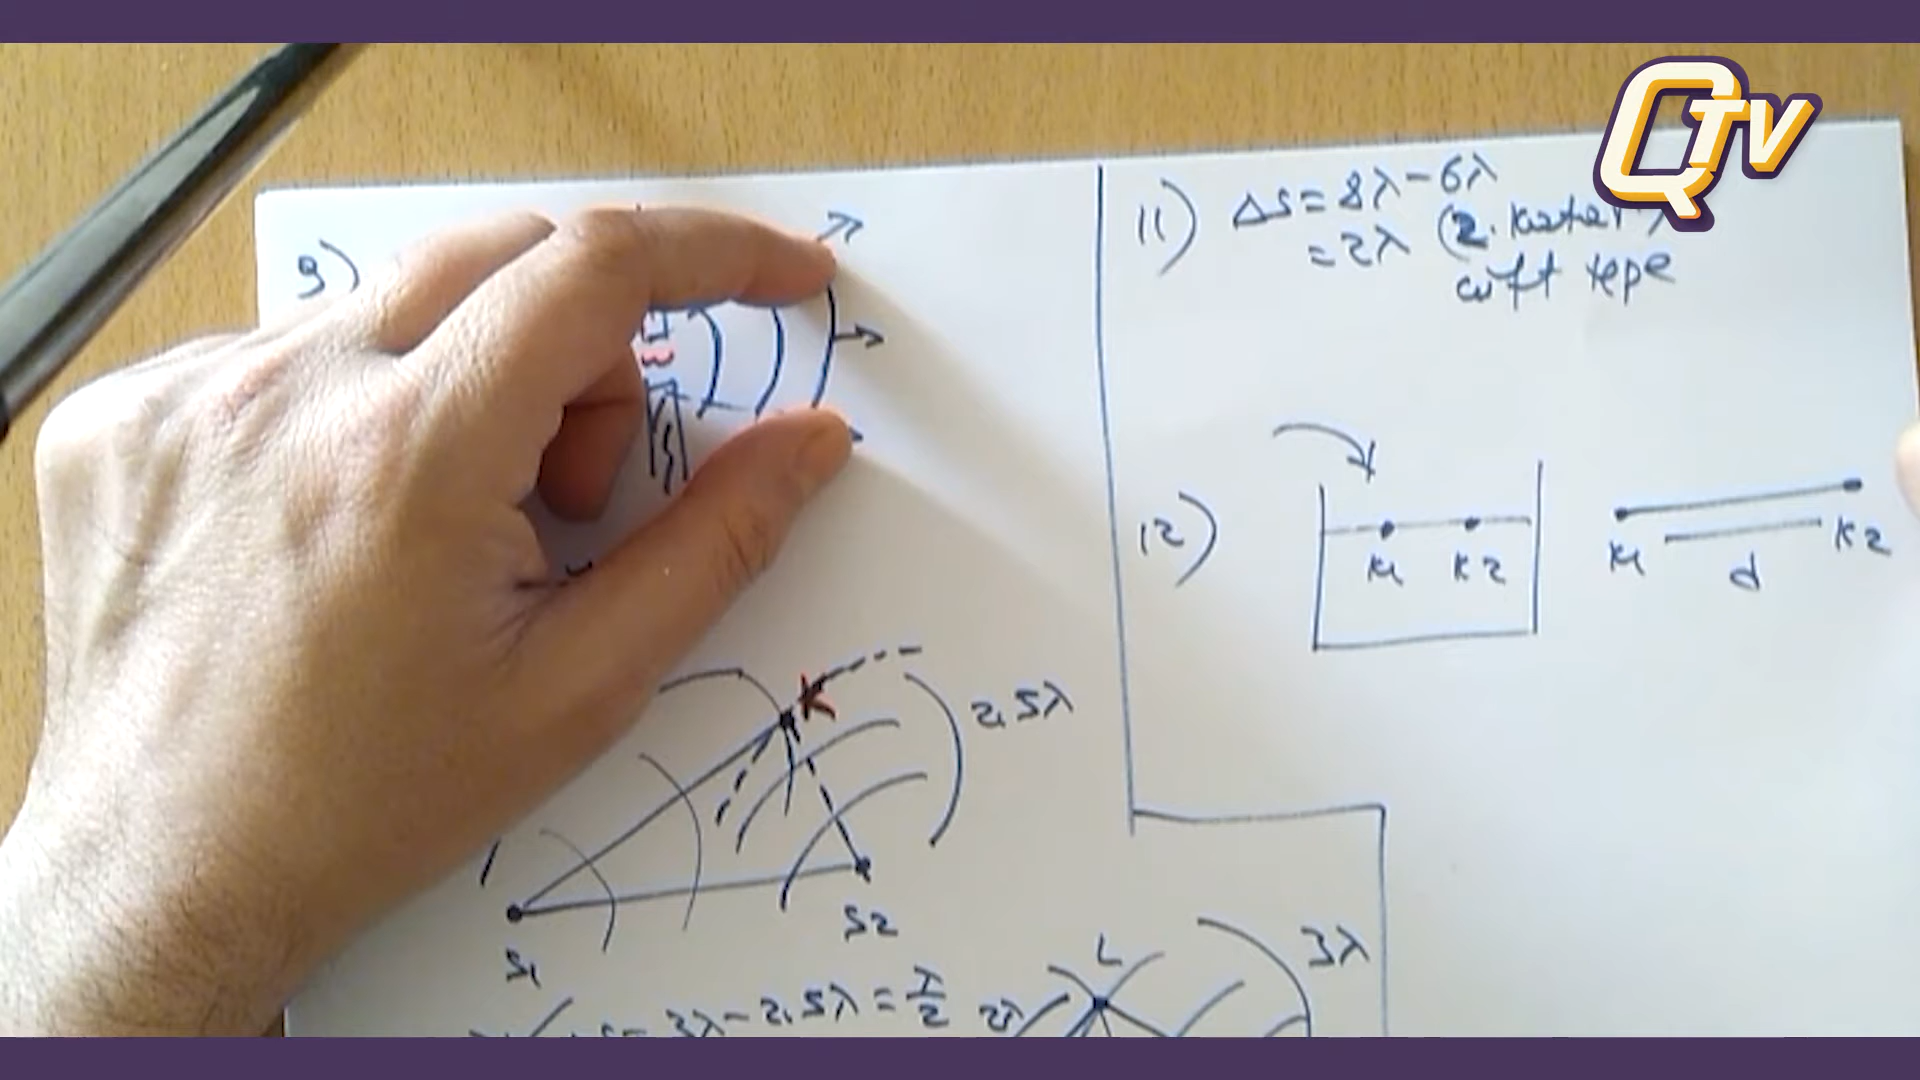 QTV
9)
K
2,5λ
S1
S2
3λ - 2,5λ = λ/2
L
3λ
11) Δs = 8λ - 6λ
= 2λ (2. katar)
çift tepe
12)
K1 K2
K1 d K2